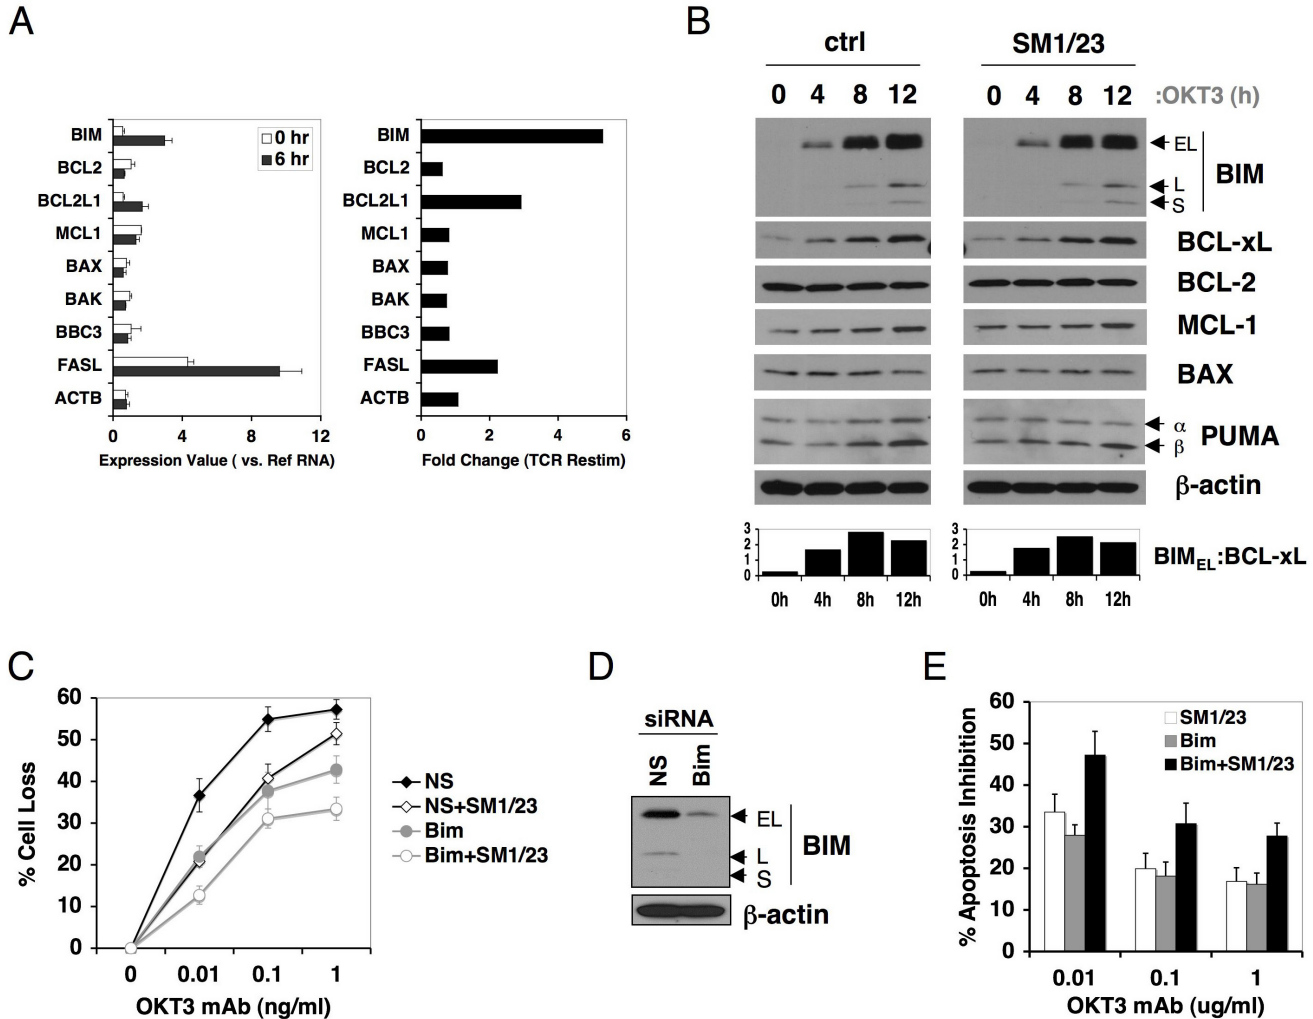 A
BIM
BCL2
BCL2L1
MCL1
BAX
BAK
BBC3
FASL
ACTB
0 hr
6 hr
0 4 8 12
Expression Value ( vs. Ref RNA)
BIM
BCL2
BCL2L1
MCL1
BAX
BAK
BBC3
FASL
ACTB
0 2 4 6
Fold Change (TCR Restim)
B
ctrl SM1/23
0 4 8 12 0 4 8 12 :OKT3 (h)
EL
L
S
BIM
BCL-xL
BCL-2
MCL-1
BAX
α
β
PUMA
β-actin
3
2
1
0
0h 4h 8h 12h
3
2
1
0
0h 4h 8h 12h
BIMEL:BCL-xL
C
% Cell Loss
60
50
40
30
20
10
0
0 0.01 0.1 1
OKT3 mAb (ng/ml)
NS
NS+SM1/23
Bim
Bim+SM1/23
D
siRNA
NS Bim
EL
L
S
BIM
β-actin
E
% Apoptosis Inhibition
60
50
40
30
20
10
0
SM1/23
Bim
Bim+SM1/23
0.01 0.1 1
OKT3 mAb (ug/ml)